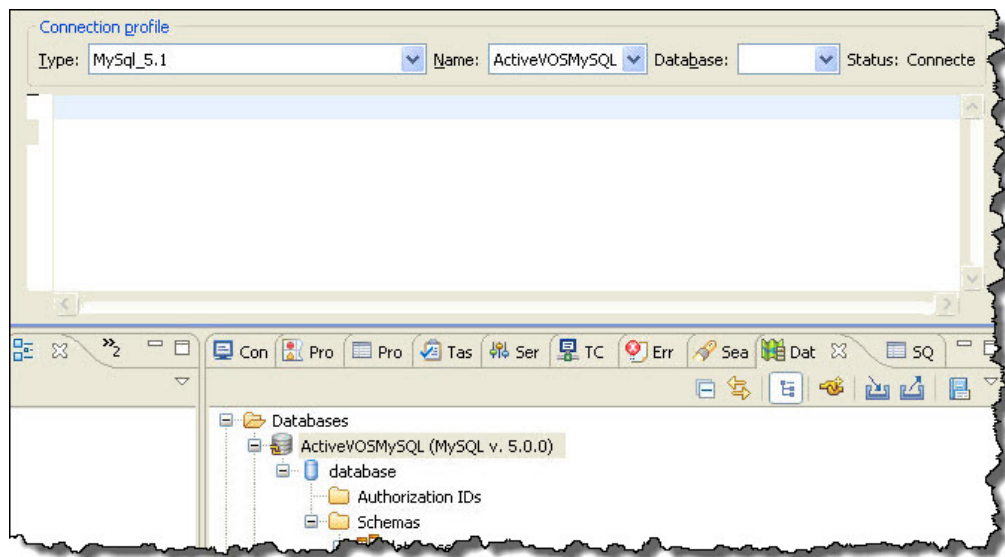 Connection profile
Type: MySql_5.1 Name: ActiveVOSMySQL Database: Status: Connecte
»2 Con Pro Pro Tas Ser TC Err Sea Dat SQ
Databases
ActiveVOSMySQL (MySQL v. 5.0.0)
database
Authorization IDs
Schemas